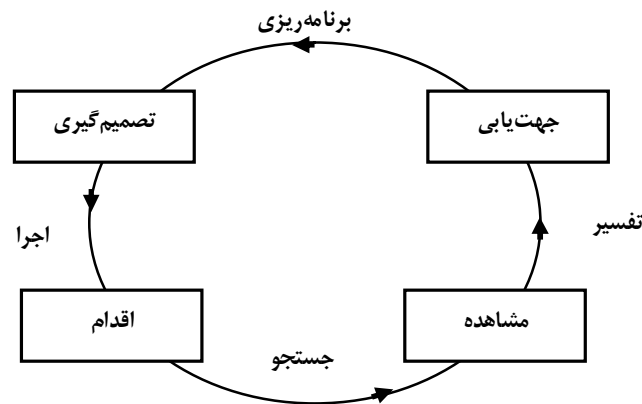 برنامه‌ریزی
جهت‌یابی
تصمیم‌گیری
تفسیر
اجرا
مشاهده
اقدام
جستجو